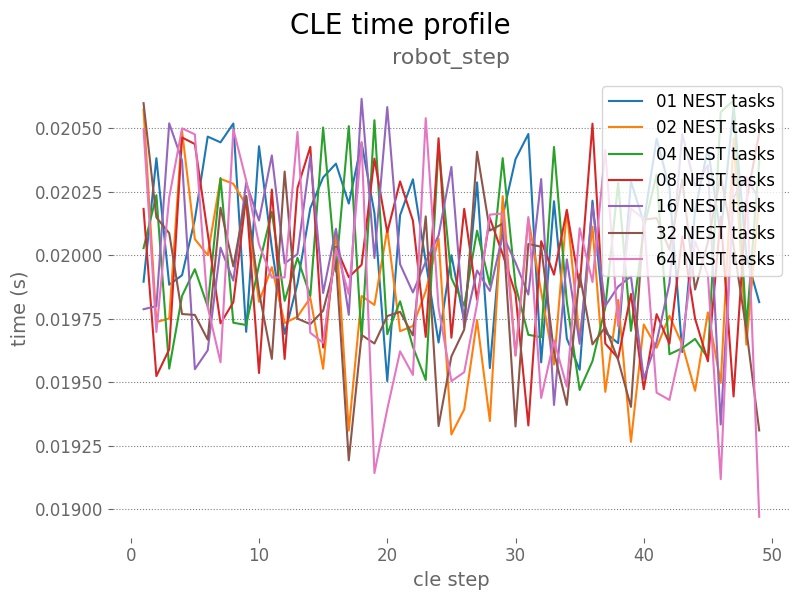 CLE time profile
robot_step
01 NEST tasks
02 NEST tasks
04 NEST tasks
08 NEST tasks
16 NEST tasks
32 NEST tasks
64 NEST tasks
time (s)
0.02050
0.02025
0.02000
0.01975
0.01950
0.01925
0.01900
0 10 20 30 40 50
cle step